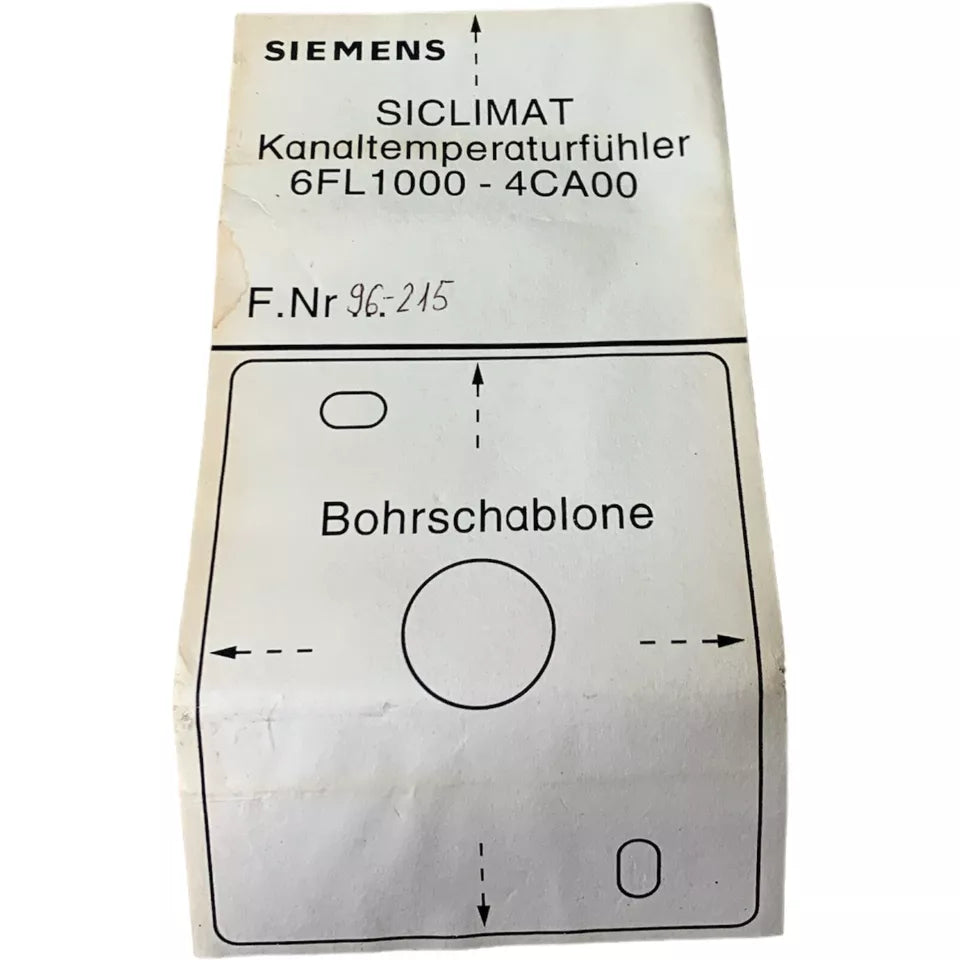 SIEMENS
SICLIMAT
Kanaltemperaturfühler
6FL1000 - 4CA00
F.Nr 96.-215
Bohrschablone